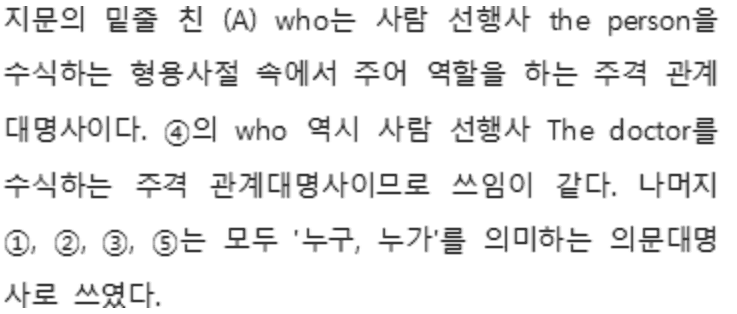 지문의 밑줄 친 (A) who는 사람 선행사 the person을
수식하는 형용사절 속에서 주어 역할을 하는 주격 관계
대명사이다. ④의 who 역시 사람 선행사 The doctor를
수식하는 주격 관계대명사이므로 쓰임이 같다. 나머지
①, ②, ③, ⑤는 모두 '누구, 누가'를 의미하는 의문대명
사로 쓰였다.